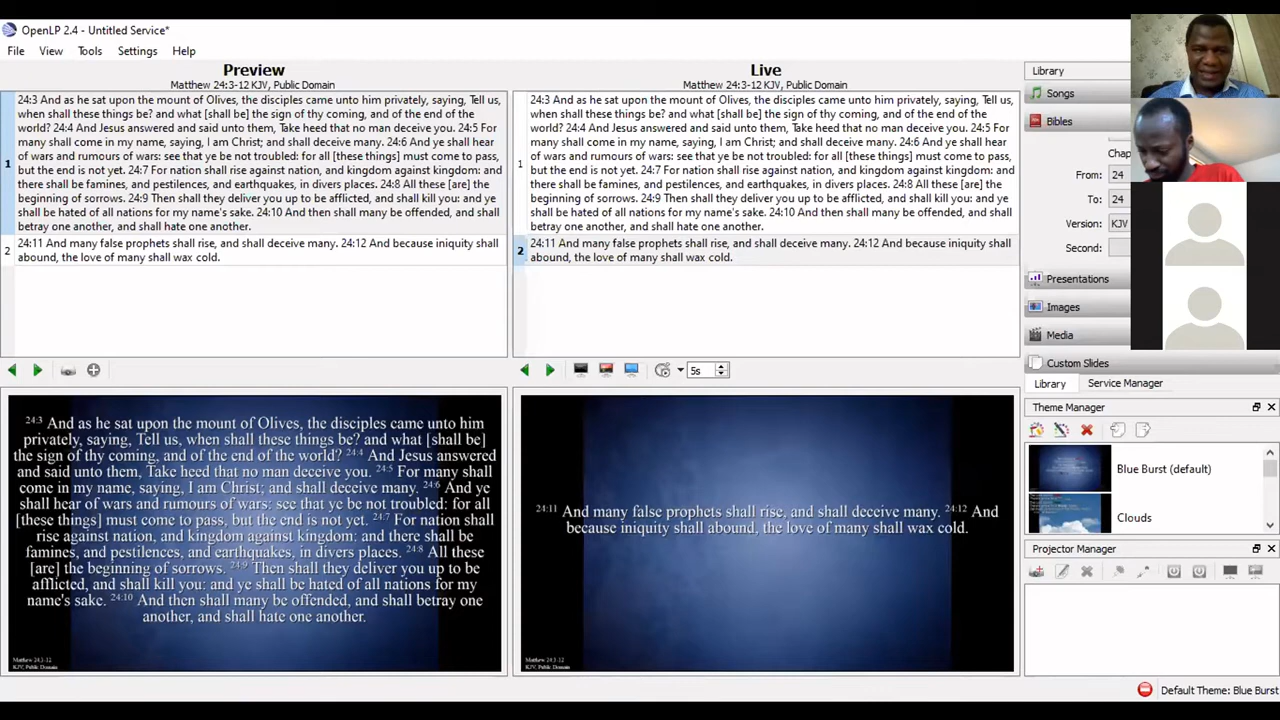 OpenLP 2.4 - Untitled Service*
File View Tools Settings Help
Preview
Matthew 24:3-12 KJV, Public Domain
1
24:3 And as he sat upon the mount of Olives, the disciples came unto him privately, saying, Tell us,
when shall these things be? and what [shall be] the sign of thy coming, and of the end of the
world? 24:4 And Jesus answered and said unto them, Take heed that no man deceive you. 24:5 For
many shall come in my name, saying, I am Christ; and shall deceive many. 24:6 And ye shall hear
of wars and rumours of wars: see that ye be not troubled: for all [these things] must come to pass,
but the end is not yet. 24:7 For nation shall rise against nation, and kingdom against kingdom: and
there shall be famines, and pestilences, and earthquakes, in divers places. 24:8 All these [are] the
beginning of sorrows. 24:9 Then shall they deliver you up to be afflicted, and shall kill you: and ye
shall be hated of all nations for my name's sake. 24:10 And then shall many be offended, and shall
betray one another, and shall hate one another.
2
24:11 And many false prophets shall rise, and shall deceive many. 24:12 And because iniquity shall
abound, the love of many shall wax cold.
24:3 And as he sat upon the mount of Olives, the disciples came unto him
privately, saying, Tell us, when shall these things be? and what [shall be]
the sign of thy coming, and of the end of the world? 24:4 And Jesus answered
and said unto them, Take heed that no man deceive you. 24:5 For many shall
come in my name, saying, I am Christ; and shall deceive many. 24:6 And ye
shall hear of wars and rumours of wars: see that ye be not troubled: for all
[these things] must come to pass, but the end is not yet. 24:7 For nation shall
rise against nation, and kingdom against kingdom: and there shall be
famines, and pestilences, and earthquakes, in divers places. 24:8 All these
[are] the beginning of sorrows. 24:9 Then shall they deliver you up to be
afflicted, and shall kill you: and ye shall be hated of all nations for my
name's sake. 24:10 And then shall many be offended, and shall betray one
another, and shall hate one another.
Matthew 24:3-12
KJV, Public Domain
Live
Matthew 24:3-12 KJV, Public Domain
1
24:3 And as he sat upon the mount of Olives, the disciples came unto him privately, saying, Tell us,
when shall these things be? and what [shall be] the sign of thy coming, and of the end of the
world? 24:4 And Jesus answered and said unto them, Take heed that no man deceive you. 24:5 For
many shall come in my name, saying, I am Christ; and shall deceive many. 24:6 And ye shall hear
of wars and rumours of wars: see that ye be not troubled: for all [these things] must come to pass,
but the end is not yet. 24:7 For nation shall rise against nation, and kingdom against kingdom: and
there shall be famines, and pestilences, and earthquakes, in divers places. 24:8 All these [are] the
beginning of sorrows. 24:9 Then shall they deliver you up to be afflicted, and shall kill you: and ye
shall be hated of all nations for my name's sake. 24:10 And then shall many be offended, and shall
betray one another, and shall hate one another.
2
24:11 And many false prophets shall rise, and shall deceive many. 24:12 And because iniquity shall
abound, the love of many shall wax cold.
5s
24:11 And many false prophets shall rise, and shall deceive many. 24:12 And
because iniquity shall abound, the love of many shall wax cold.
Matthew 24:3-12
KJV, Public Domain
Library
Songs
Bibles
Chap
From: 24
To: 24
Version: KJV
Second:
Presentations
Images
Media
Custom Slides
Library Service Manager
Theme Manager
Blue Burst (default)
Clouds
Projector Manager
Default Theme: Blue Burst